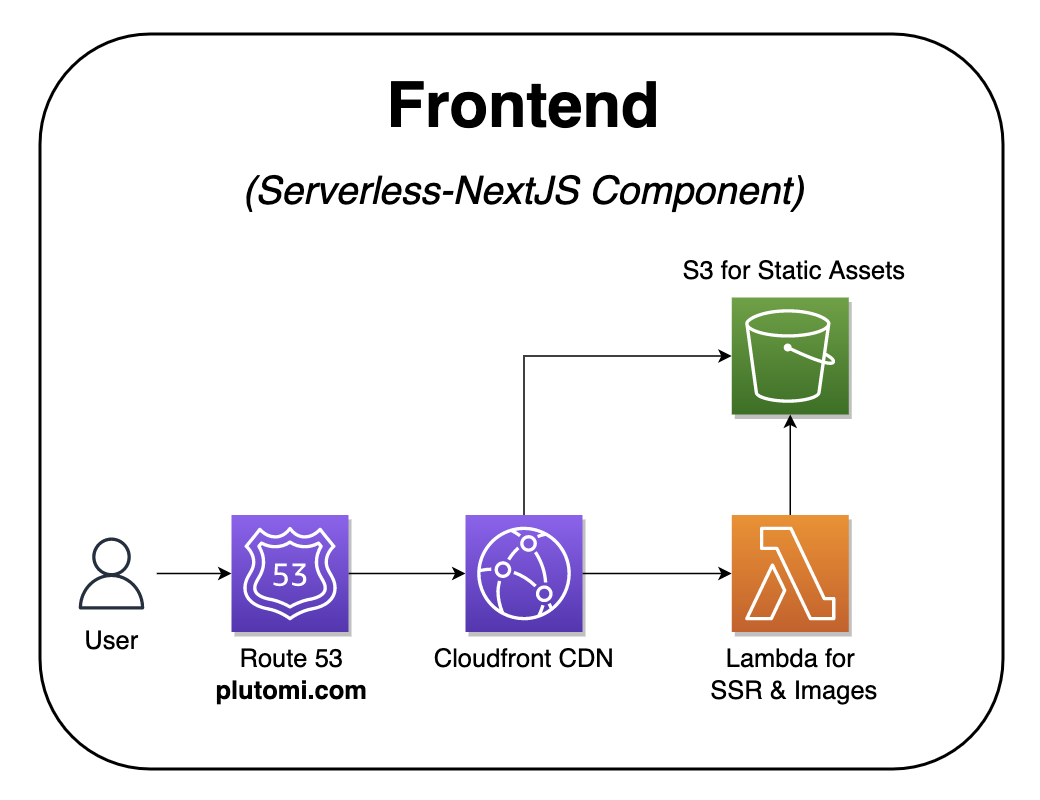 Frontend
(Serverless-NextJS Component)
S3 for Static Assets
53
User
Route 53
plutomi.com
Cloudfront CDN
Lambda for
SSR & Images